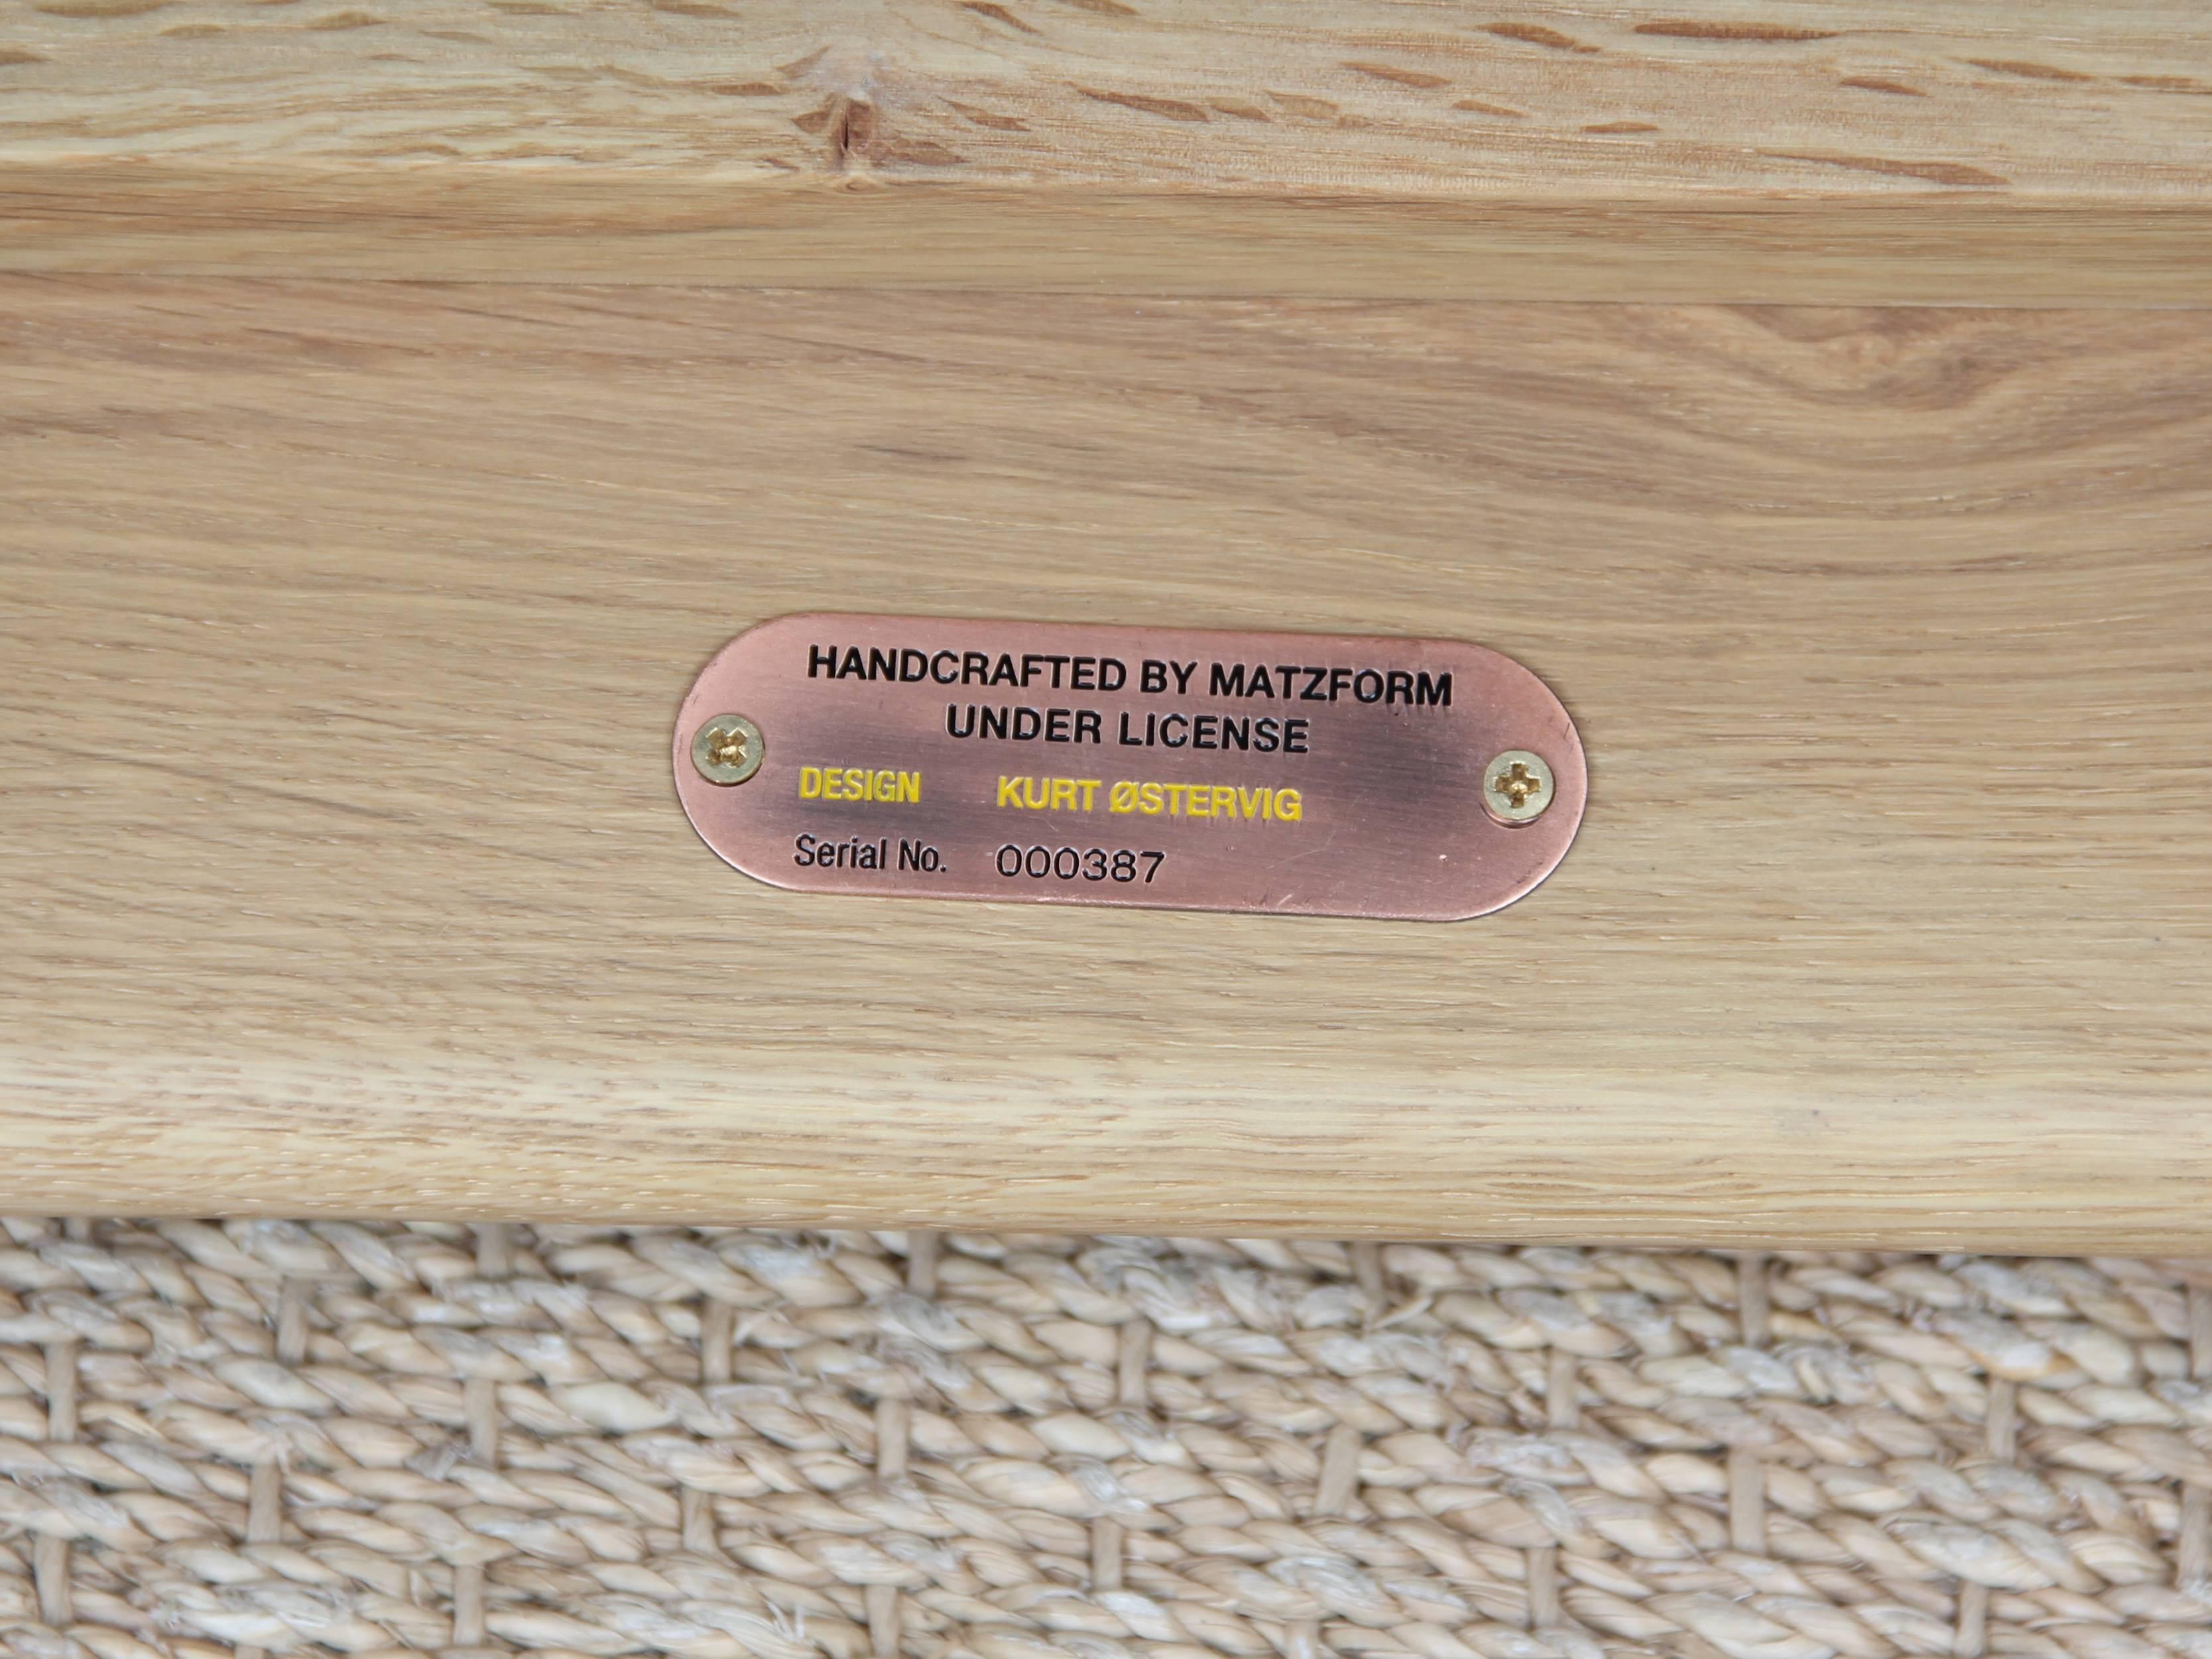 HANDCRAFTED BY MATZFORM
UNDER LICENSE
DESIGN KURT ØSTERVIG
Serial No. 000387